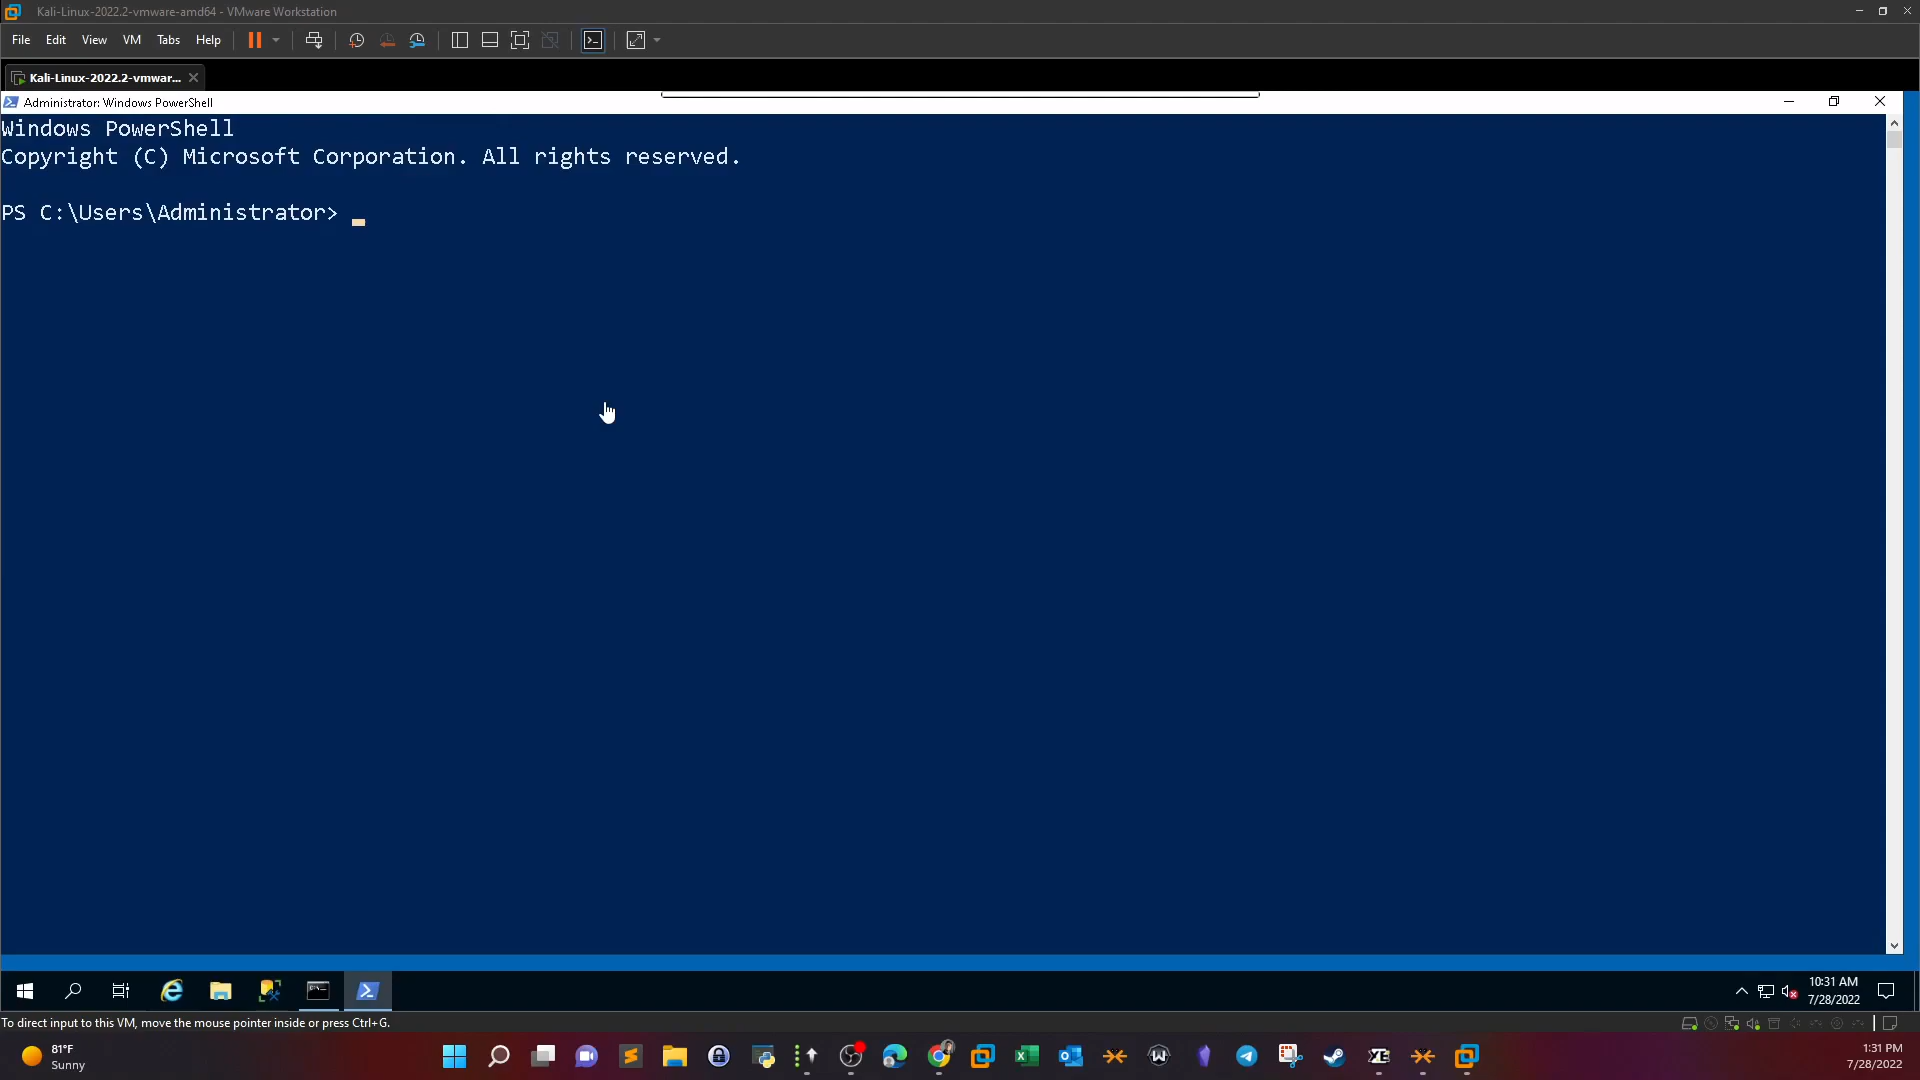 Kali-Linux-2022.2-vmware-amd64 - VMware Workstation
File Edit View VM Tabs Help
Kali-Linux-2022.2-vmwar...
Administrator: Windows PowerShell
Windows PowerShell
Copyright (C) Microsoft Corporation. All rights reserved.
PS C:\Users\Administrator>
10:31 AM
7/28/2022
To direct input to this VM, move the mouse pointer inside or press Ctrl+G.
81°F
Sunny
1:31 PM
7/28/2022